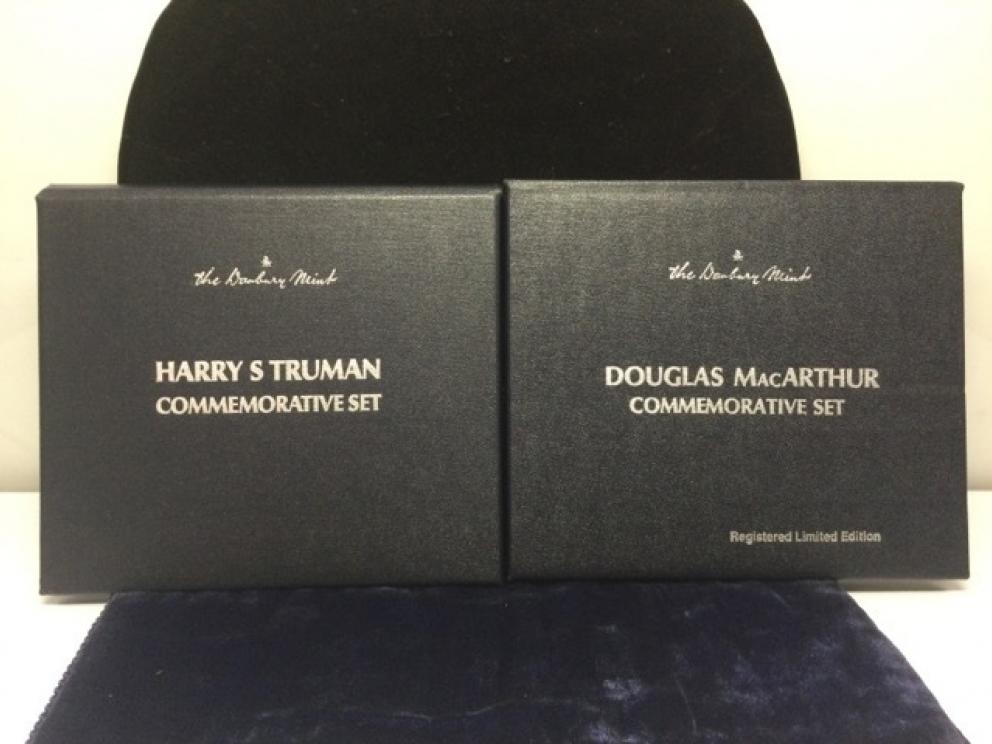 the Danbury Mint
HARRY S TRUMAN
COMMEMORATIVE SET
the Danbury Mint
DOUGLAS MacARTHUR
COMMEMORATIVE SET
Registered Limited Edition